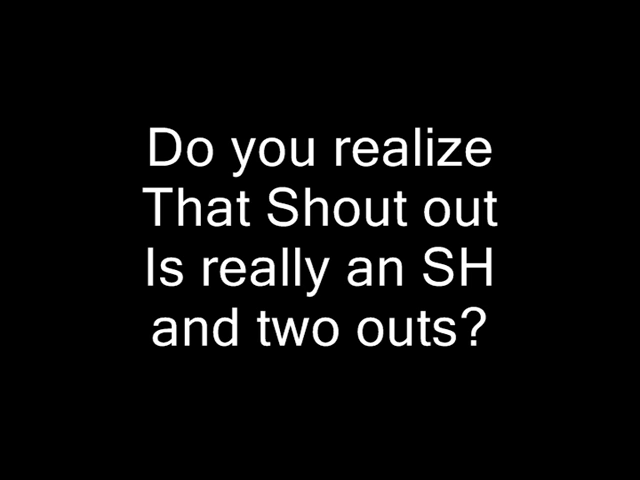 Do you realize
That Shout out
Is really an SH
and two outs?